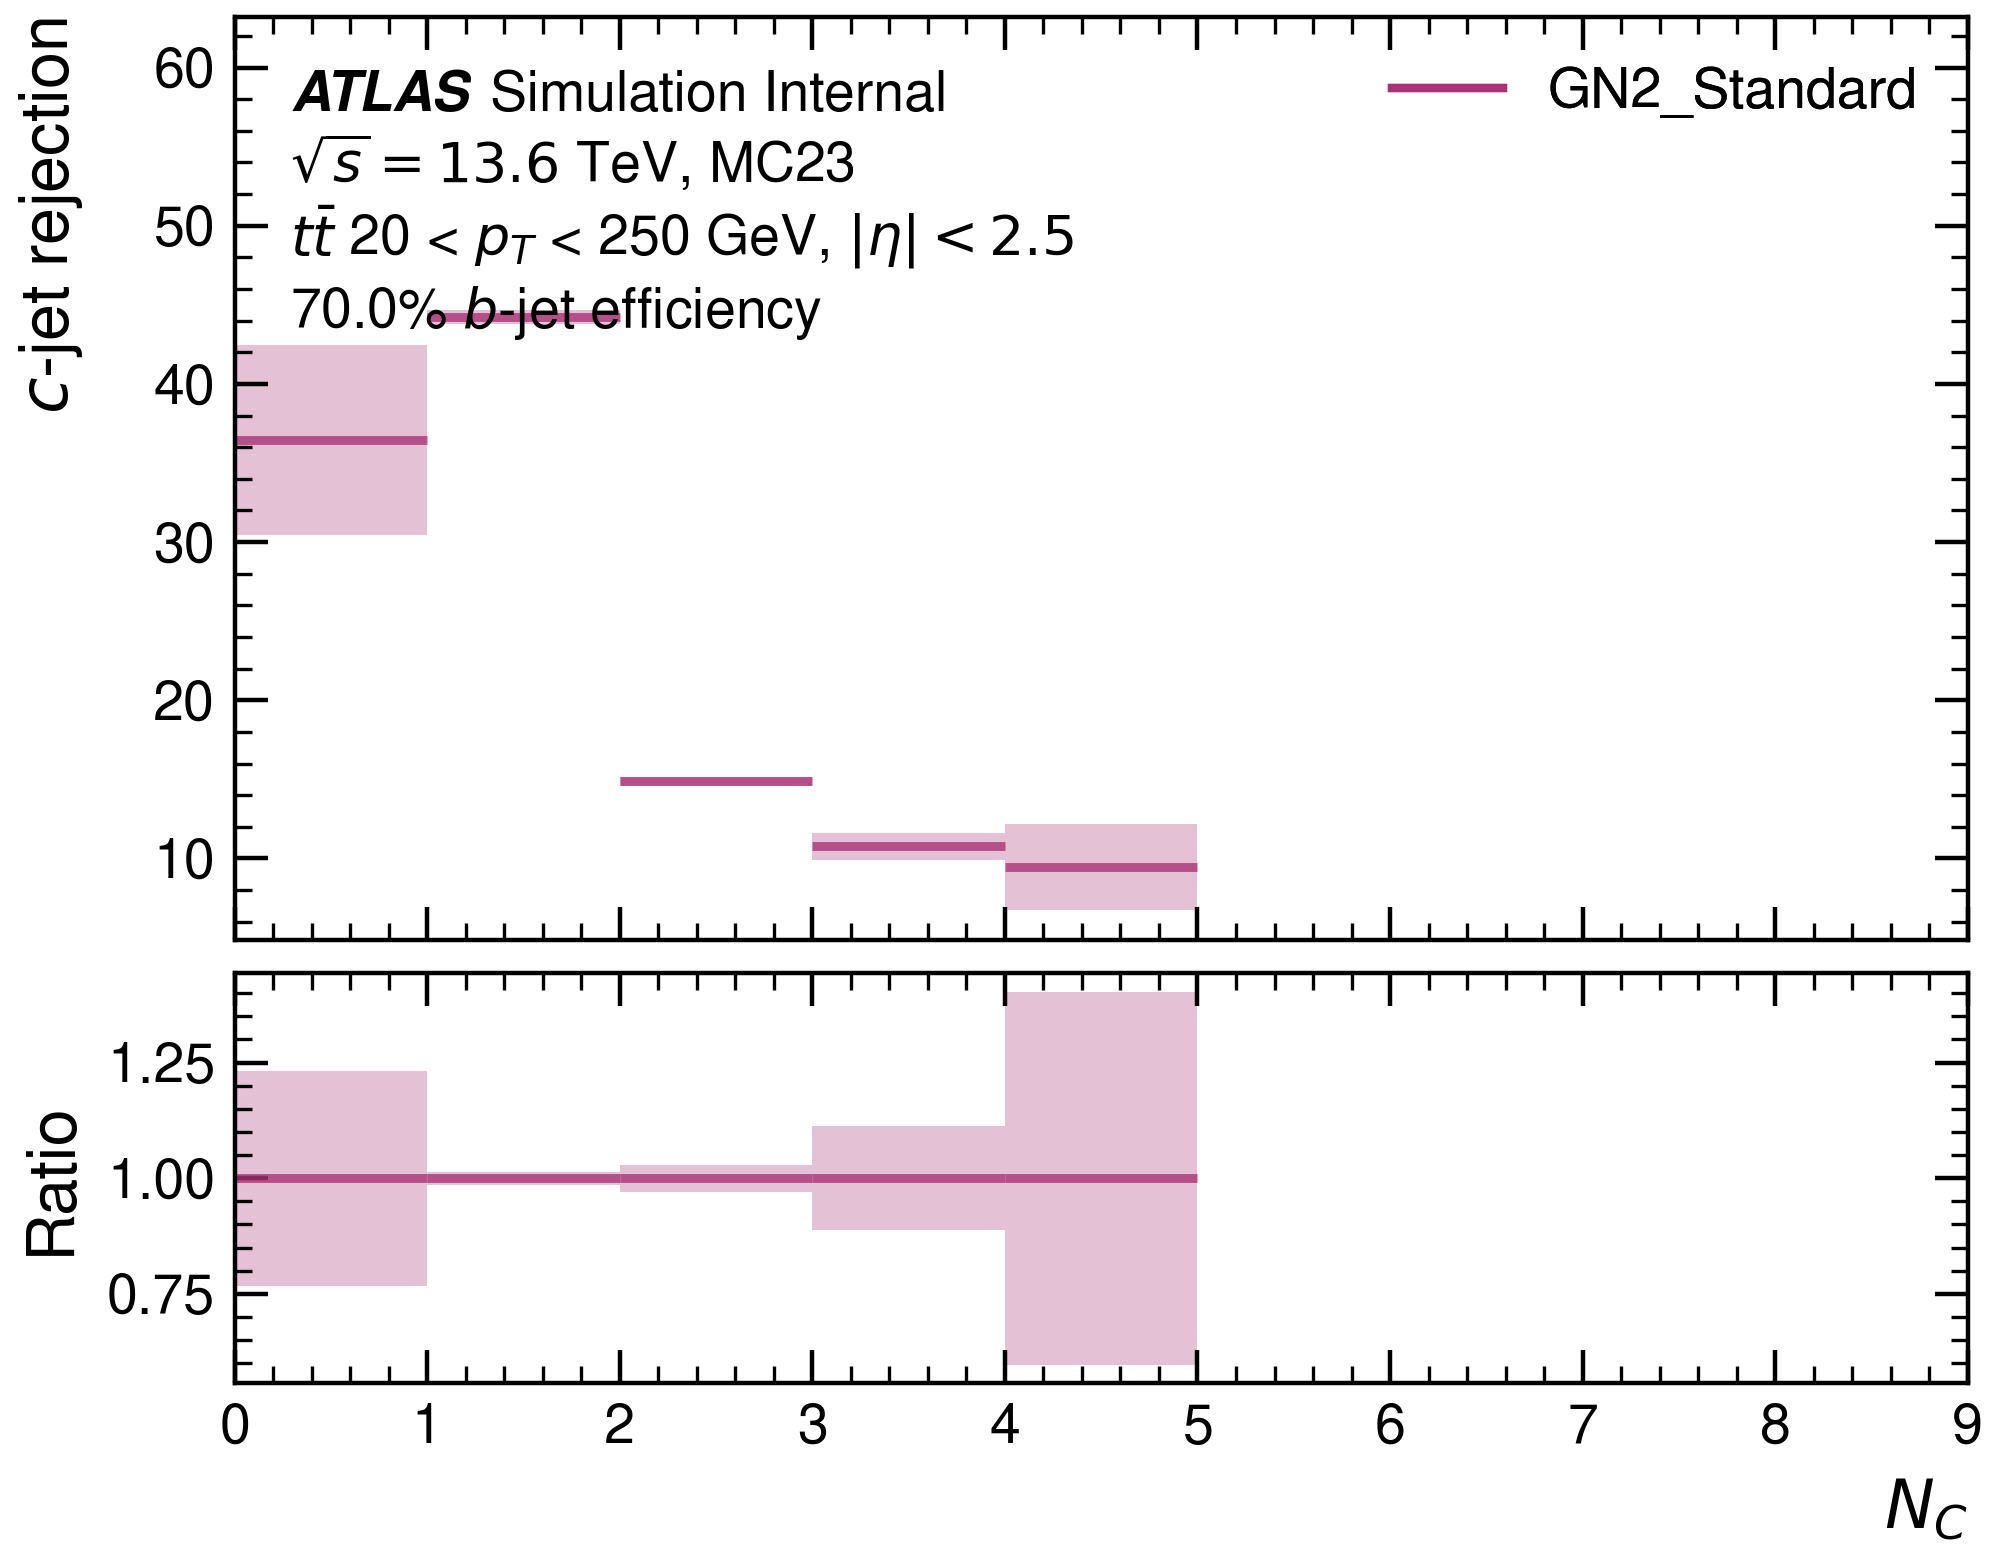 c-jet rejection
60
50
40
30
20
10
ATLAS Simulation Internal
√s = 13.6 TeV, MC23
tt̄ 20 < p_T < 250 GeV, |η| < 2.5
70.0% b-jet efficiency
GN2_Standard
Ratio
1.25
1.00
0.75
0 1 2 3 4 5 6 7 8 9
N_C